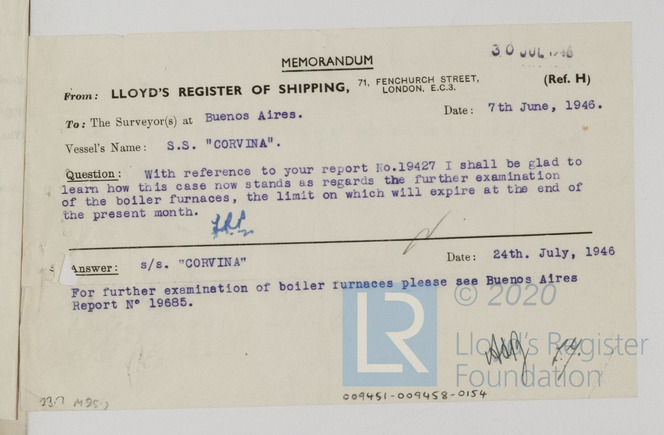 30 JUL 1946
MEMORANDUM
From: LLOYD'S REGISTER OF SHIPPING, 71, FENCHURCH STREET, LONDON, E.C.3.
(Ref. H)
To: The Surveyor(s) at Buenos Aires.
Date: 7th June, 1946.
Vessel's Name: S.S. "CORVINA".
Question: With reference to your report No.19427 I shall be glad to
learn how this case now stands as regards the further examination
of the boiler furnaces, the limit on which will expire at the end of
the present month.
Answer: s/s. "CORVINA"
Date: 24th. July, 1946
For further examination of boiler furnaces please see Buenos Aires
Report Nº 19685.
LR
© 2020
Lloyd's Register
Foundation
009451-009458-0154